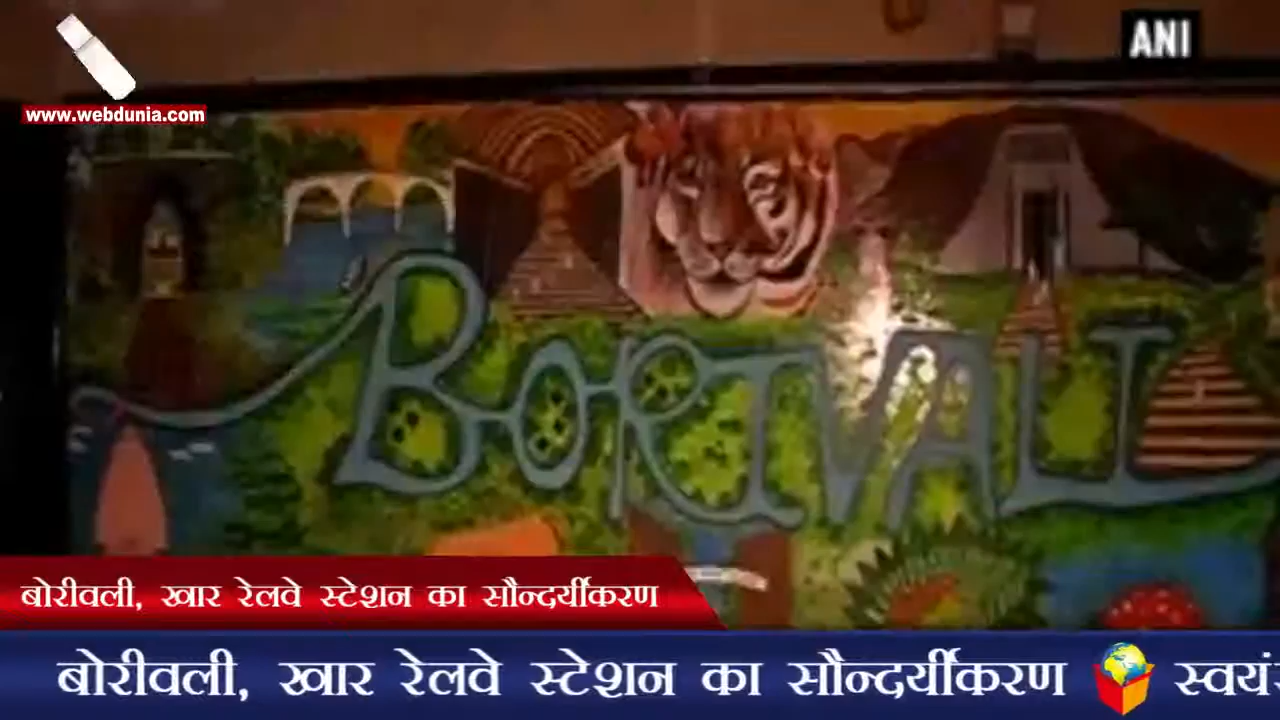 ANI
www.webdunia.com
BORIVALI
बोरीवली, खार रेलवे स्टेशन का सौन्दर्यीकरण
बोरीवली, खार रेलवे स्टेशन का सौन्दर्यीकरण